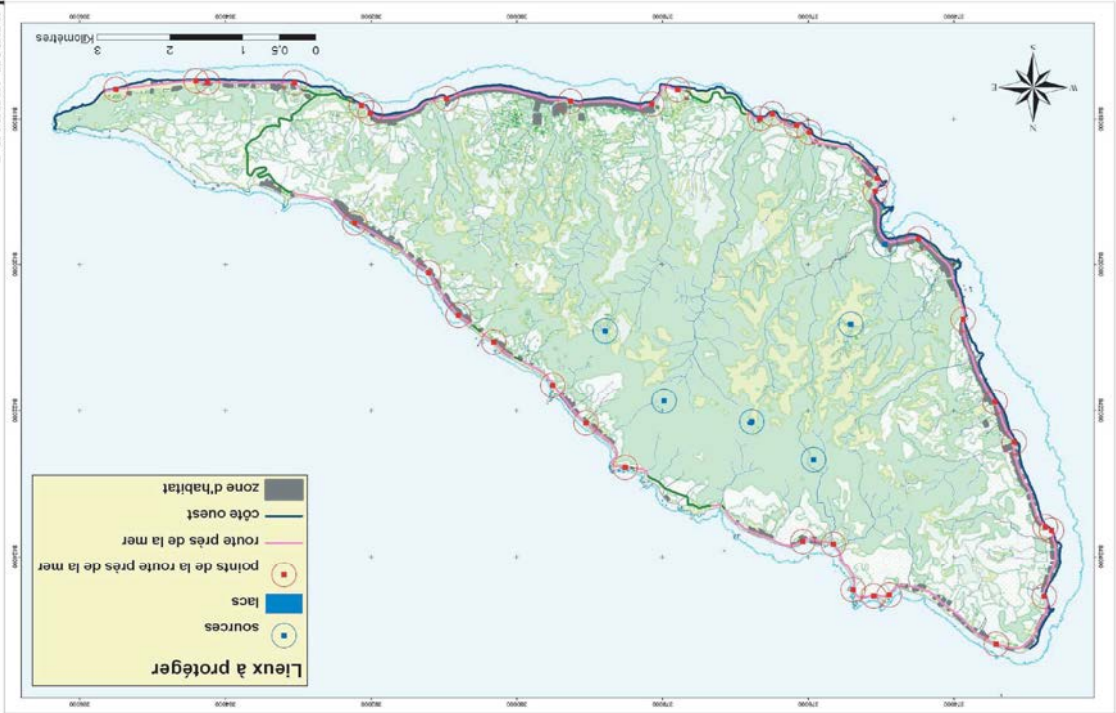 Lieux à protéger
sources
lacs
points de la route près de la mer
route près de la mer
côte ouest
zone d'habitat
N
W E
S
0 0,5 1 2 3
Kilomètres